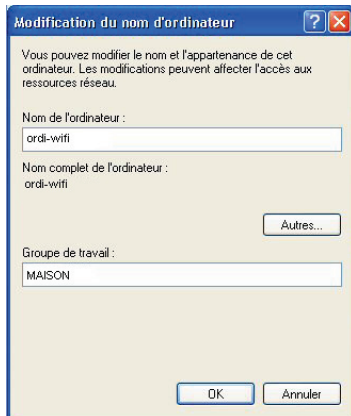 Modification du nom d'ordinateur
Vous pouvez modifier le nom et l'appartenance de cet
ordinateur. Les modifications peuvent affecter l'accès aux
ressources réseau.
Nom de l'ordinateur :
ordi-wifi
Nom complet de l'ordinateur :
ordi-wifi
Autres...
Groupe de travail :
MAISON
OK Annuler